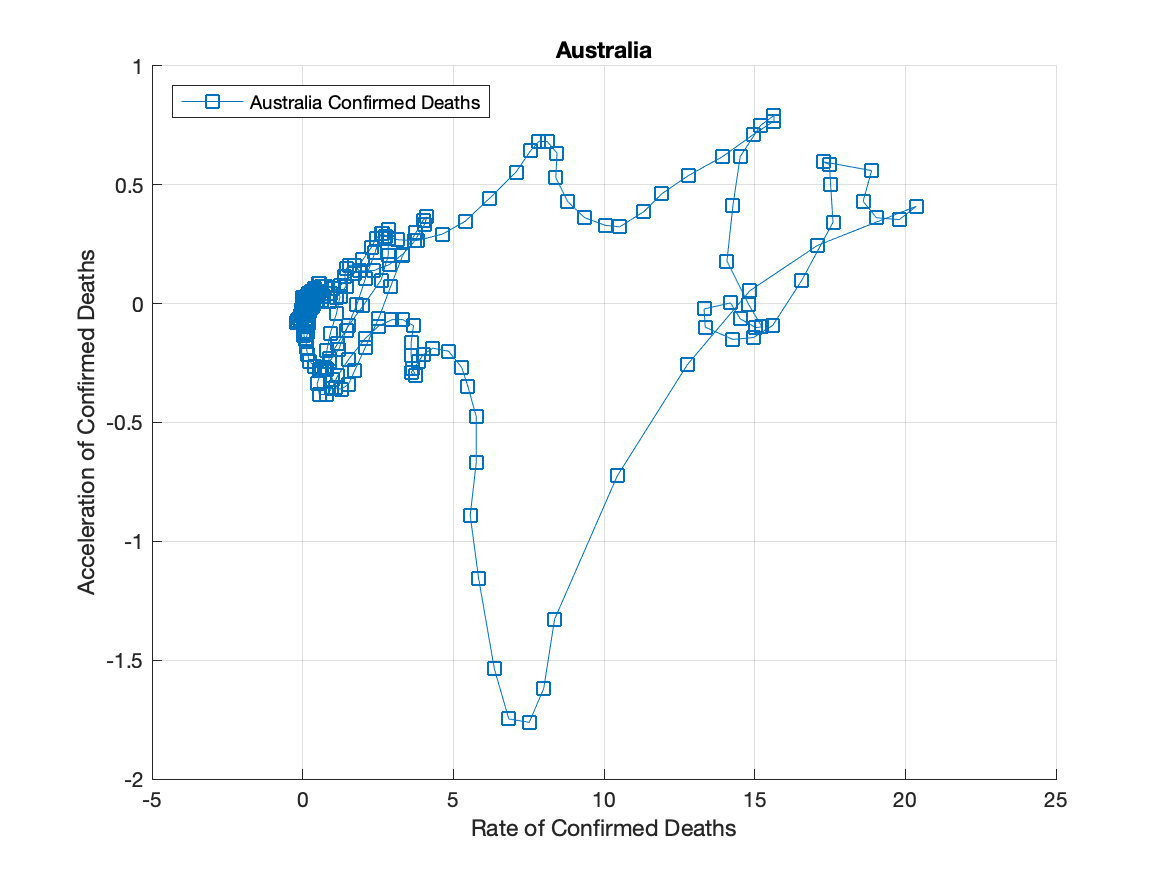 Australia
Australia Confirmed Deaths
1
0.5
0
-0.5
-1
-1.5
-2
Acceleration of Confirmed Deaths
-5 0 5 10 15 20 25
Rate of Confirmed Deaths